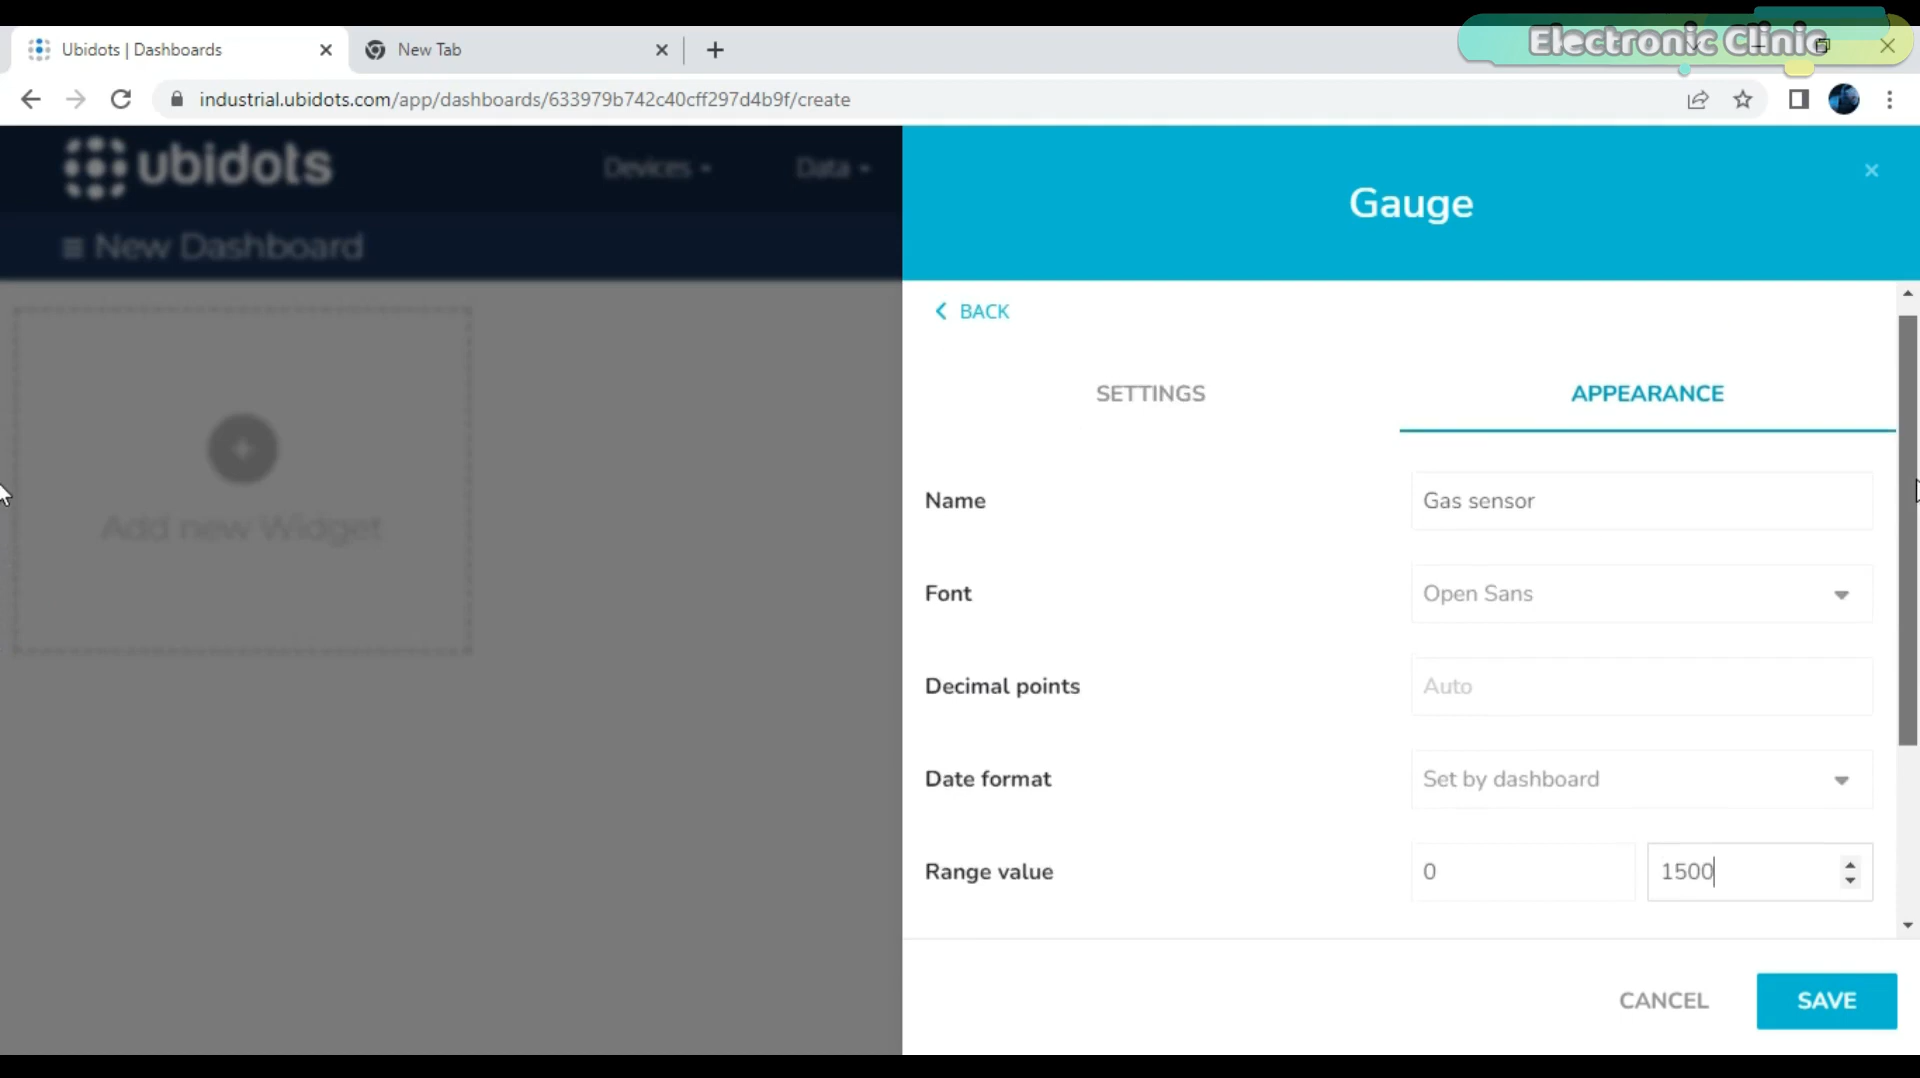 Electronic Clinic
Ubidots | Dashboards
New Tab
industrial.ubidots.com/app/dashboards/633979b742c40cff297d4b9f/create
ubidots
Devices
Data
New Dashboard
Add new Widget
Gauge
BACK
SETTINGS
APPEARANCE
Name
Gas sensor
Font
Open Sans
Decimal points
Auto
Date format
Set by dashboard
Range value
0
1500
CANCEL
SAVE